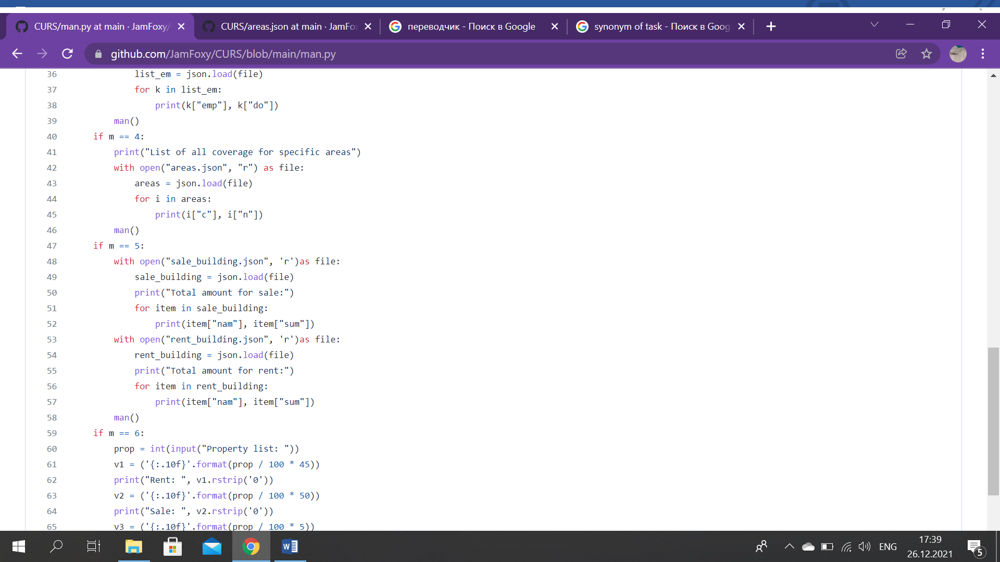 CURS/man.py at main · JamFoxy/
CURS/areas.json at main · JamFo
переводчик - Поиск в Google
synonym of task - Поиск в Goog
github.com/JamFoxy/CURS/blob/main/man.py
36 list_em = json.load(file)
37 for k in list_em:
38 print(k["emp"], k["do"])
39 man()
40 if m == 4:
41 print("List of all coverage for specific areas")
42 with open("areas.json", "r") as file:
43 areas = json.load(file)
44 for i in areas:
45 print(i["c"], i["n"])
46 man()
47 if m == 5:
48 with open("sale_building.json", 'r')as file:
49 sale_building = json.load(file)
50 print("Total amount for sale:")
51 for item in sale_building:
52 print(item["nam"], item["sum"])
53 with open("rent_building.json", 'r')as file:
54 rent_building = json.load(file)
55 print("Total amount for rent:")
56 for item in rent_building:
57 print(item["nam"], item["sum"])
58 man()
59 if m == 6:
60 prop = int(input("Property list: "))
61 v1 = ('{:.10f}'.format(prop / 100 * 45))
62 print("Rent: ", v1.rstrip('0'))
63 v2 = ('{:.10f}'.format(prop / 100 * 50))
64 print("Sale: ", v2.rstrip('0'))
65 v3 = ('{:.10f}'.format(prop / 100 * 5))
W
ENG
17:39
26.12.2021
5